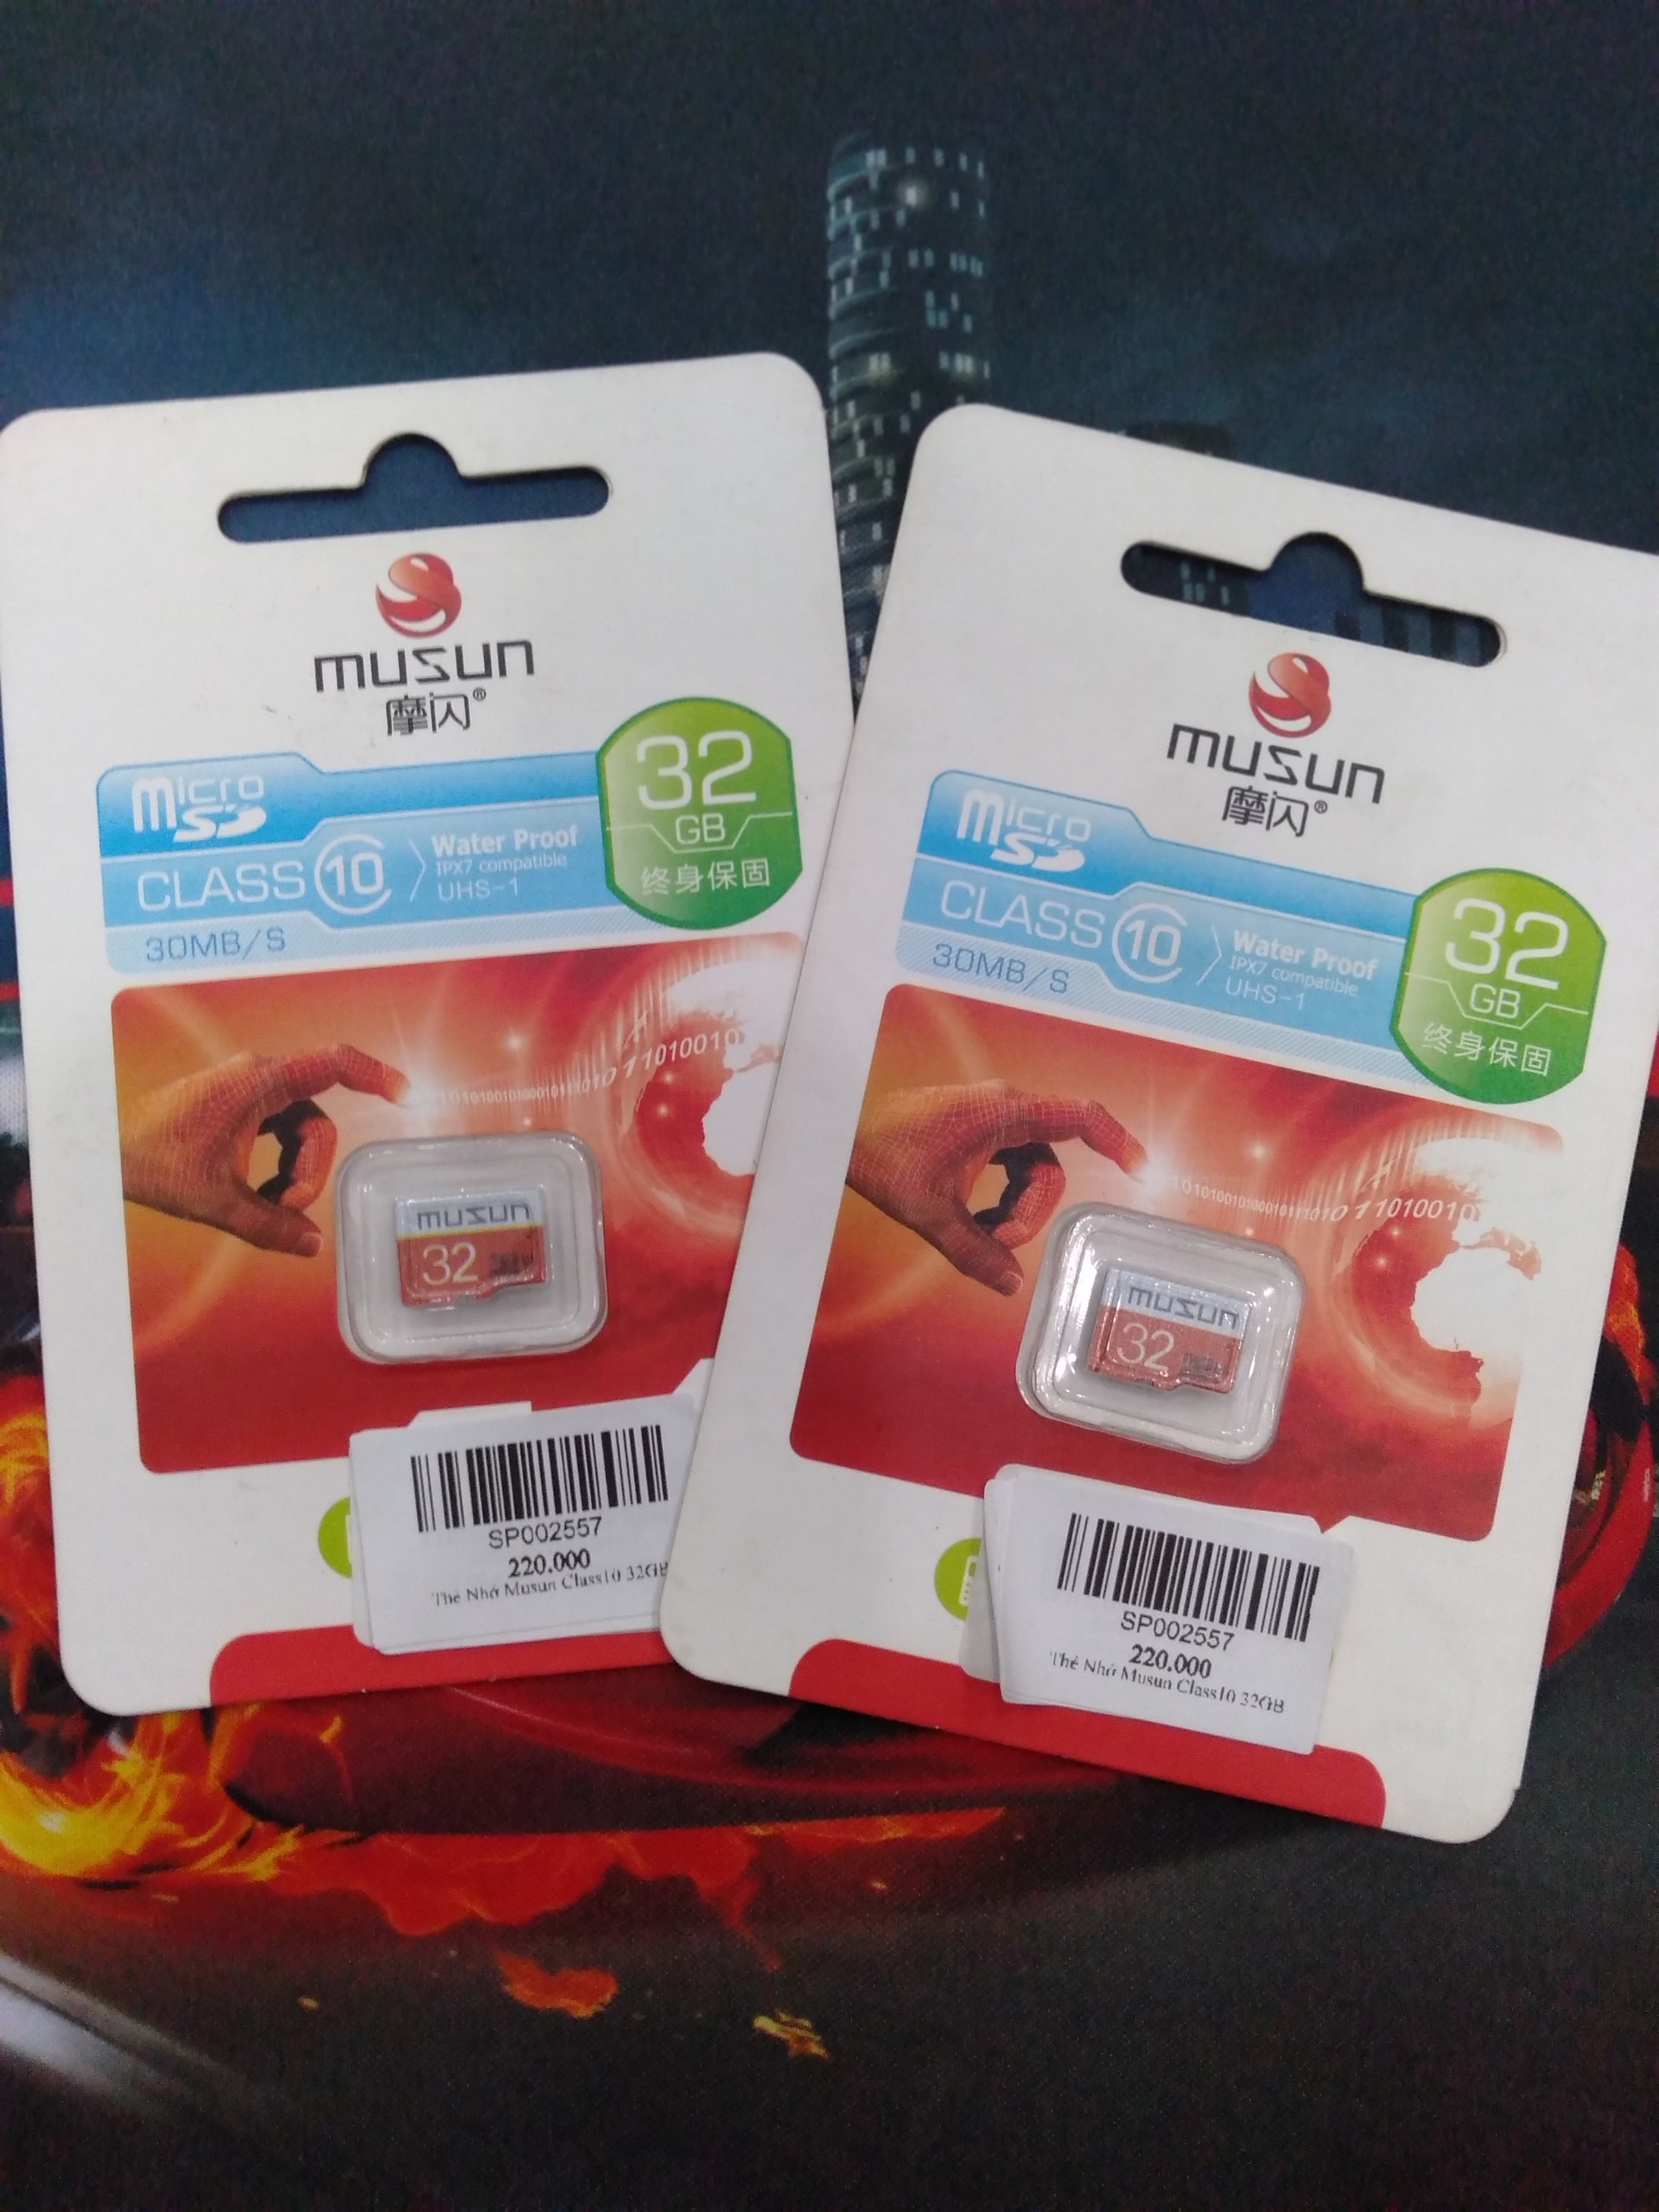 musun
摩闪®
Micro
SD
32
GB
终身保固
CLASS 10
Water Proof
IPX7 compatible
UHS-1
30MB/S
musun
32
SP002557
220.000
Thẻ Nhớ Musun Class10 32GB
musun
摩闪®
Micro
SD
32
GB
终身保固
CLASS 10
Water Proof
IPX7 compatible
UHS-1
30MB/S
musun
32
SP002557
220.000
Thẻ Nhớ Musun Class10 32GB